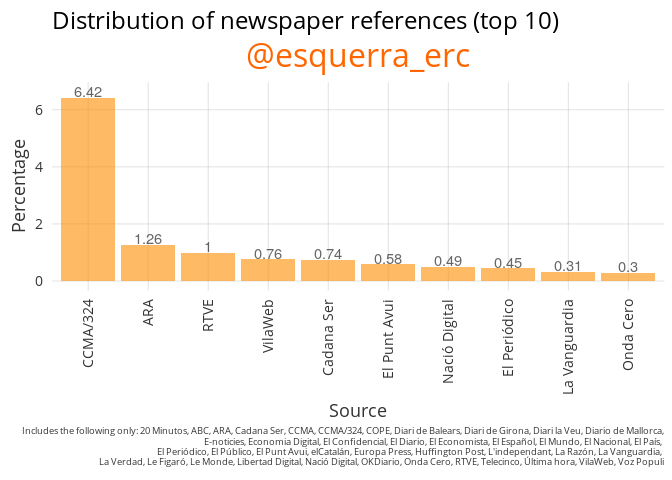 Distribution of newspaper references (top 10)
@esquerra_erc
Percentage
6
4
2
0
6.42
1.26
1
0.76
0.74
0.58
0.49
0.45
0.31
0.3
CCMA/324
ARA
RTVE
VilaWeb
Cadana Ser
El Punt Avui
Nació Digital
El Periódico
La Vanguardia
Onda Cero
Source
Includes the following only: 20 Minutos, ABC, ARA, Cadana Ser, CCMA, CCMA/324, COPE, Diari de Balears, Diari de Girona, Diari la Veu, Diario de Mallorca,
E-noticies, Economia Digital, El Confidencial, El Diario, El Economista, El Español, El Mundo, El Nacional, El País,
El Periódico, El Público, El Punt Avui, elCatalán, Europa Press, Huffington Post, L'independant, La Razón, La Vanguardia,
La Verdad, Le Figaró, Le Monde, Libertad Digital, Nació Digital, OKDiario, Onda Cero, RTVE, Telecinco, Última hora, VilaWeb, Voz Populi